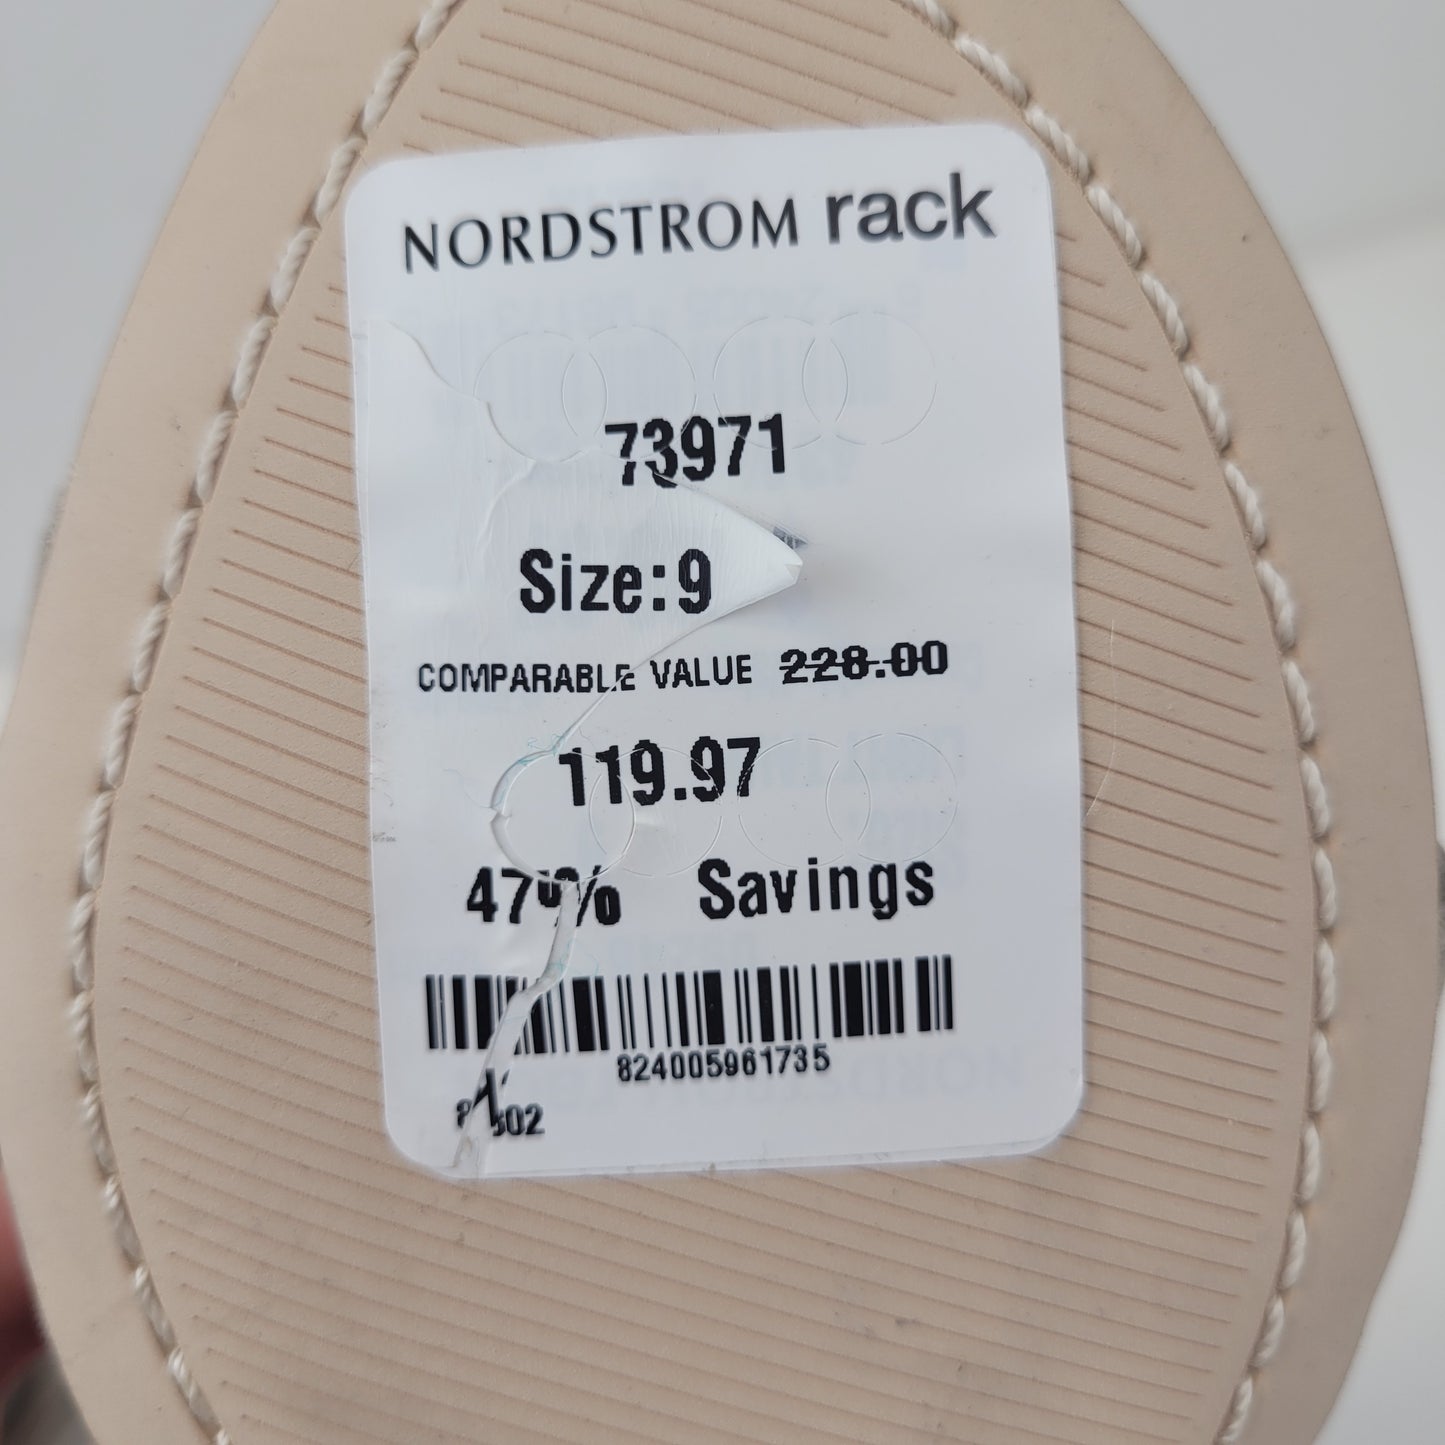 NORDSTROM rack
73971
Size:9
COMPARABLE VALUE 228.00
119.97
47% Savings
824005961735